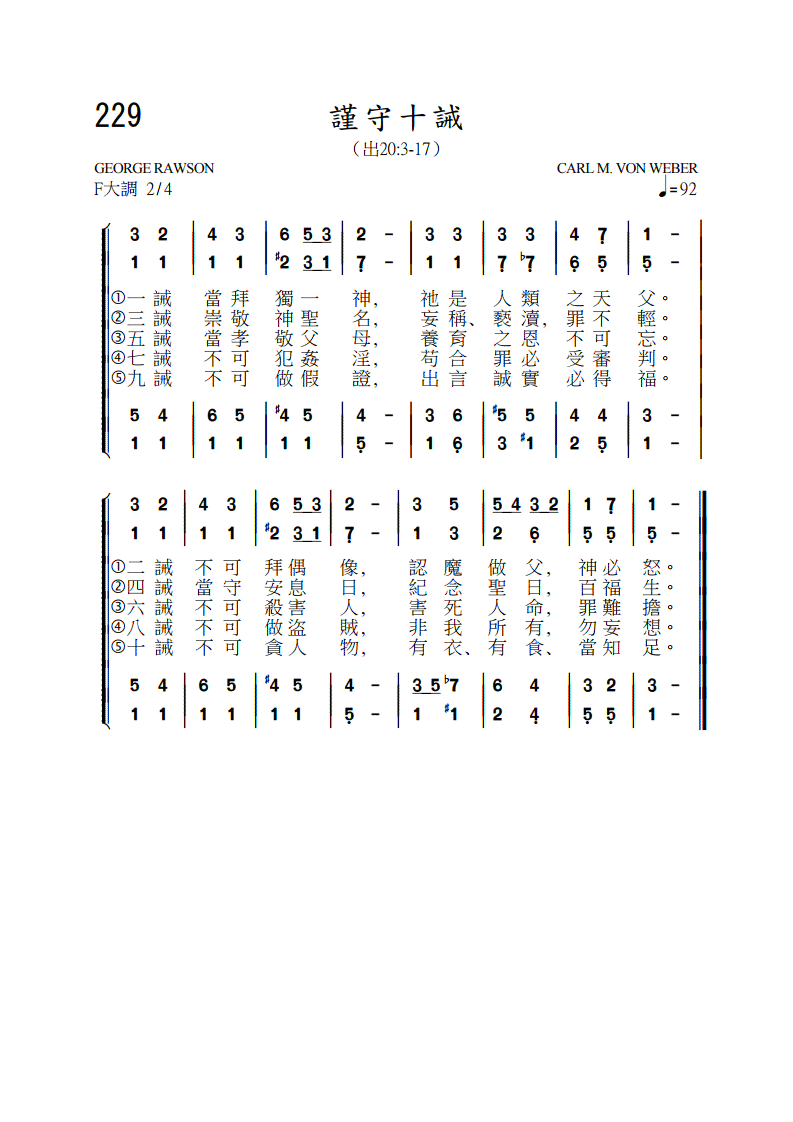 229
謹守十誡
（出20:3-17）
GEORGE RAWSON CARL M. VON WEBER
F大調 2/4 ♩=92
3 2 | 4 3 | 6 5 3 | 2 - | 3 3 | 3 3 | 4 7̣ | 1 -
1 1 | 1 1 | ♯2 3 1 | 7̣ - | 1 1 | 7̣ ♭7̣ | 6̣ 5̣ | 5̣ -
①一誡 當拜 獨一 神， 祂是 人類 之天 父。
②三誡 崇敬 神聖 名， 妄稱、褻瀆，罪不 輕。
③五誡 當孝 敬父 母， 養育 之恩 不可 忘。
④七誡 不可 犯姦 淫， 苟合 罪必 受審 判。
⑤九誡 不可 做假 證， 出言 誠實 必得 福。
5 4 | 6 5 | ♯4 5 | 4 - | 3 6 | ♯5 5 | 4 4 | 3 -
1 1 | 1 1 | 1 1 | 5̣ - | 1 6̣ | 3 ♯1 | 2 5̣ | 1 -
3 2 | 4 3 | 6 5 3 | 2 - | 3 5 | 5 4 3 2 | 1 7̣ | 1 -
1 1 | 1 1 | ♯2 3 1 | 7̣ - | 1 3 | 2 6̣ | 5̣ 5̣ | 5̣ -
①二誡 不可 拜偶 像， 認魔 做父，神必 怒。
②四誡 當守 安息 日， 紀念 聖日，百福 生。
③六誡 不可 殺害 人， 害死 人命，罪難 擔。
④八誡 不可 做盜 賊， 非我 所有，勿妄 想。
⑤十誡 不可 貪人 物， 有衣、有食、當知 足。
5 4 | 6 5 | ♯4 5 | 4 - | 3 5 ♭7 | 6 4 | 3 2 | 3 -
1 1 | 1 1 | 1 1 | 5̣ - | 1 ♯1 | 2 4̣ | 5̣ 5̣ | 1 -